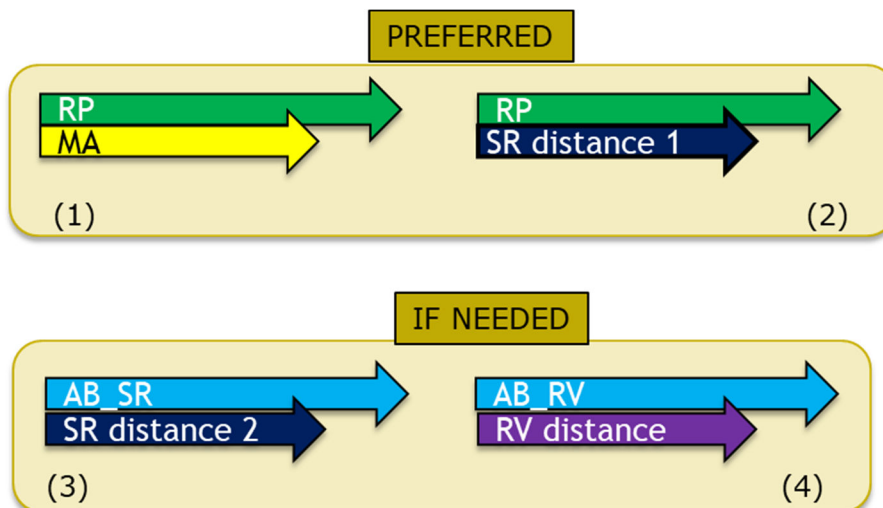 PREFERRED
RP
MA
(1)
RP
SR distance 1
(2)
IF NEEDED
AB_SR
SR distance 2
(3)
AB_RV
RV distance
(4)